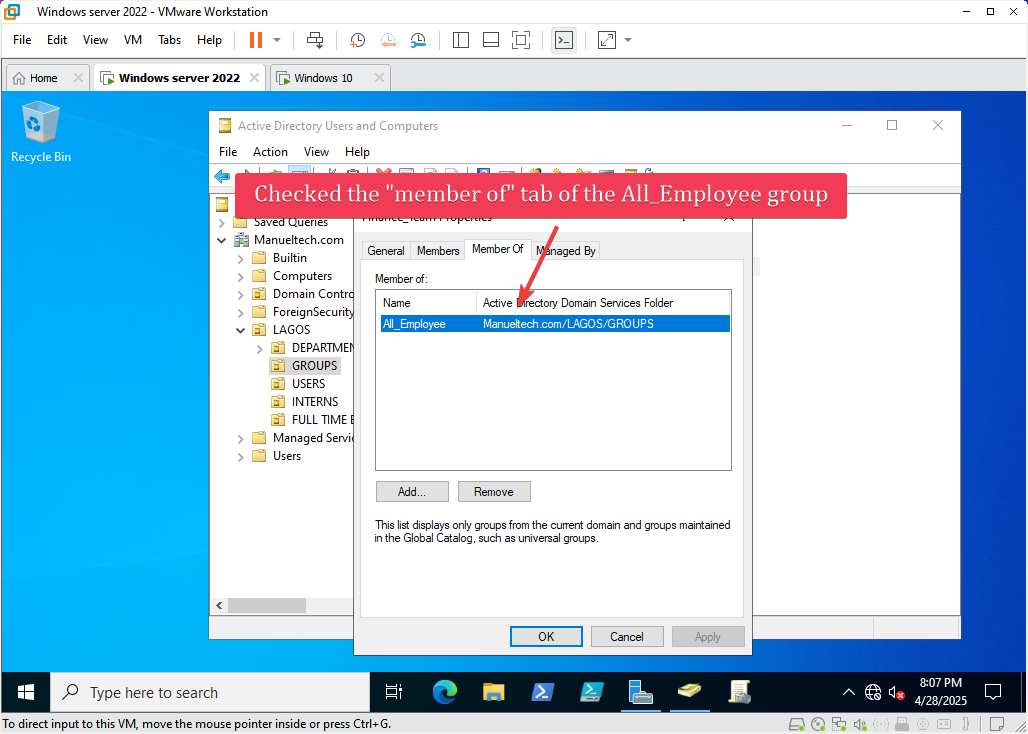 Windows server 2022 - VMware Workstation
File Edit View VM Tabs Help
Home Windows server 2022 Windows 10
Recycle Bin
Active Directory Users and Computers
File Action View Help
Checked the "member of" tab of the All_Employee group
Finance_Team Properties
Saved Queries
Manueltech.com
Builtin
Computers
Domain Contro
ForeignSecurity
LAGOS
DEPARTMEN
GROUPS
USERS
INTERNS
FULL TIME E
Managed Servic
Users
General Members Member Of Managed By
Member of:
Name Active Directory Domain Services Folder
All_Employee Manueltech.com/LAGOS/GROUPS
Add... Remove
This list displays only groups from the current domain and groups maintained
in the Global Catalog, such as universal groups.
OK Cancel Apply
Type here to search
8:07 PM
4/28/2025
To direct input to this VM, move the mouse pointer inside or press Ctrl+G.